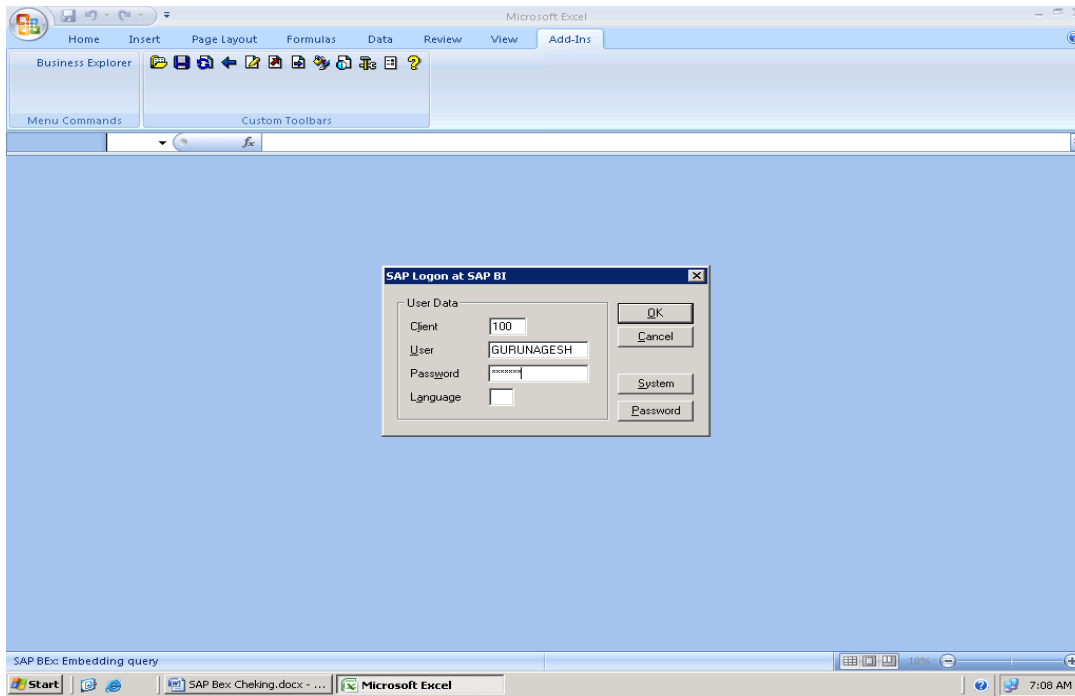 Microsoft Excel
Home Insert Page Layout Formulas Data Review View Add-Ins
Business Explorer
Menu Commands Custom Toolbars
fx
SAP Logon at SAP BI
User Data
Client 100
User GURUNAGESH
Password *******
Language
OK
Cancel
System
Password
SAP BEx: Embedding query
10%
Start SAP Bex Cheking.docx - ... Microsoft Excel 7:08 AM